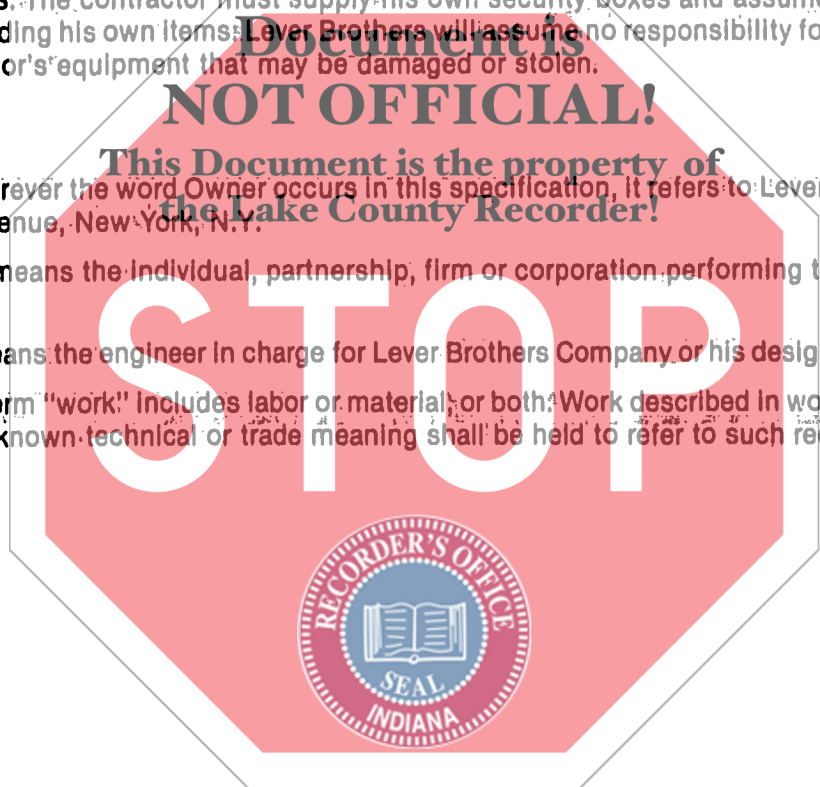 s. The contractor must supply his own security boxes and assume
ding his own items. Lever Brothers will assume no responsibility fo
or's equipment that may be damaged or stolen.
Document is
NOT OFFICIAL!
This Document is the property of
the Lake County Recorder!
rever the word Owner occurs in this specification, it refers to Lever
enue, New York, N.Y.
means the individual, partnership, firm or corporation performing t
ans the engineer in charge for Lever Brothers Company or his desig
erm "work" includes labor or material, or both. Work described in wo
known technical or trade meaning shall be held to refer to such rec
STOP
RECORDER'S OFFICE
SEAL
INDIANA